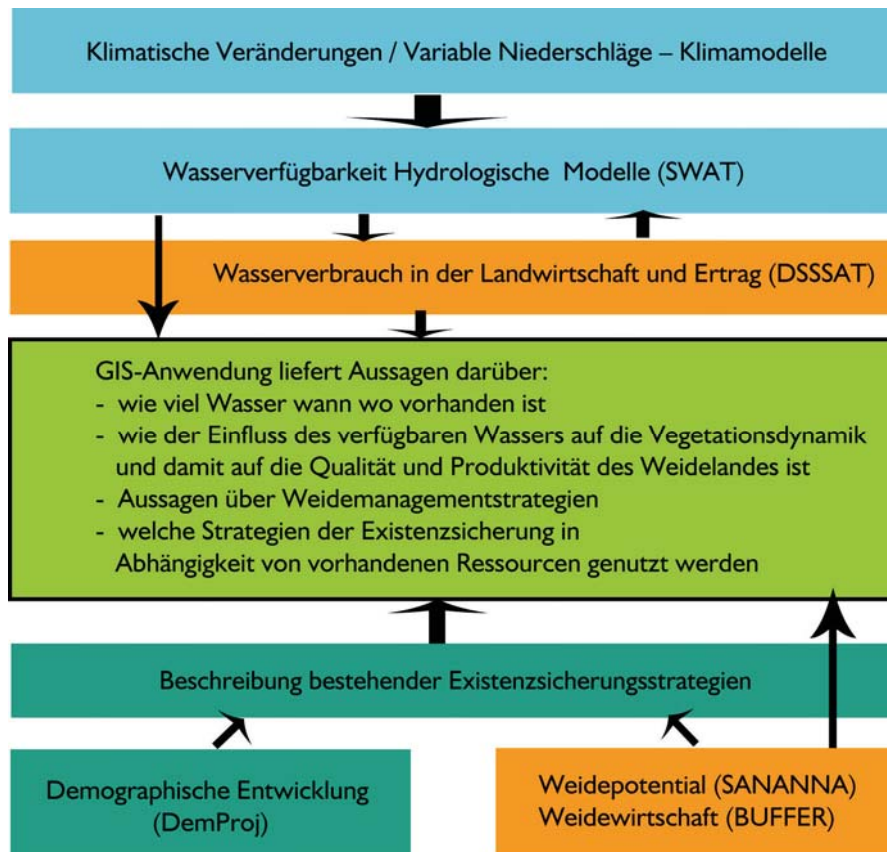 Klimatische Veränderungen / Variable Niederschläge – Klimamodelle
Wasserverfügbarkeit Hydrologische Modelle (SWAT)
Wasserverbrauch in der Landwirtschaft und Ertrag (DSSSAT)
GIS-Anwendung liefert Aussagen darüber:
- wie viel Wasser wann wo vorhanden ist
- wie der Einfluss des verfügbaren Wassers auf die Vegetationsdynamik
und damit auf die Qualität und Produktivität des Weidelandes ist
- Aussagen über Weidemanagementstrategien
- welche Strategien der Existenzsicherung in
Abhängigkeit von vorhandenen Ressourcen genutzt werden
Beschreibung bestehender Existenzsicherungsstrategien
Demographische Entwicklung
(DemProj)
Weidepotential (SANANNA)
Weidewirtschaft (BUFFER)